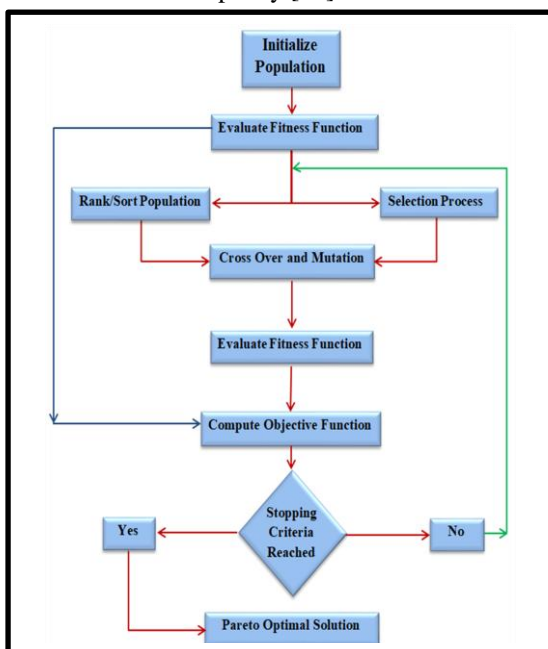 Initialize
Population
Evaluate Fitness Function
Rank/Sort Population
Selection Process
Cross Over and Mutation
Evaluate Fitness Function
Compute Objective Function
Stopping
Criteria
Reached
Yes
No
Pareto Optimal Solution